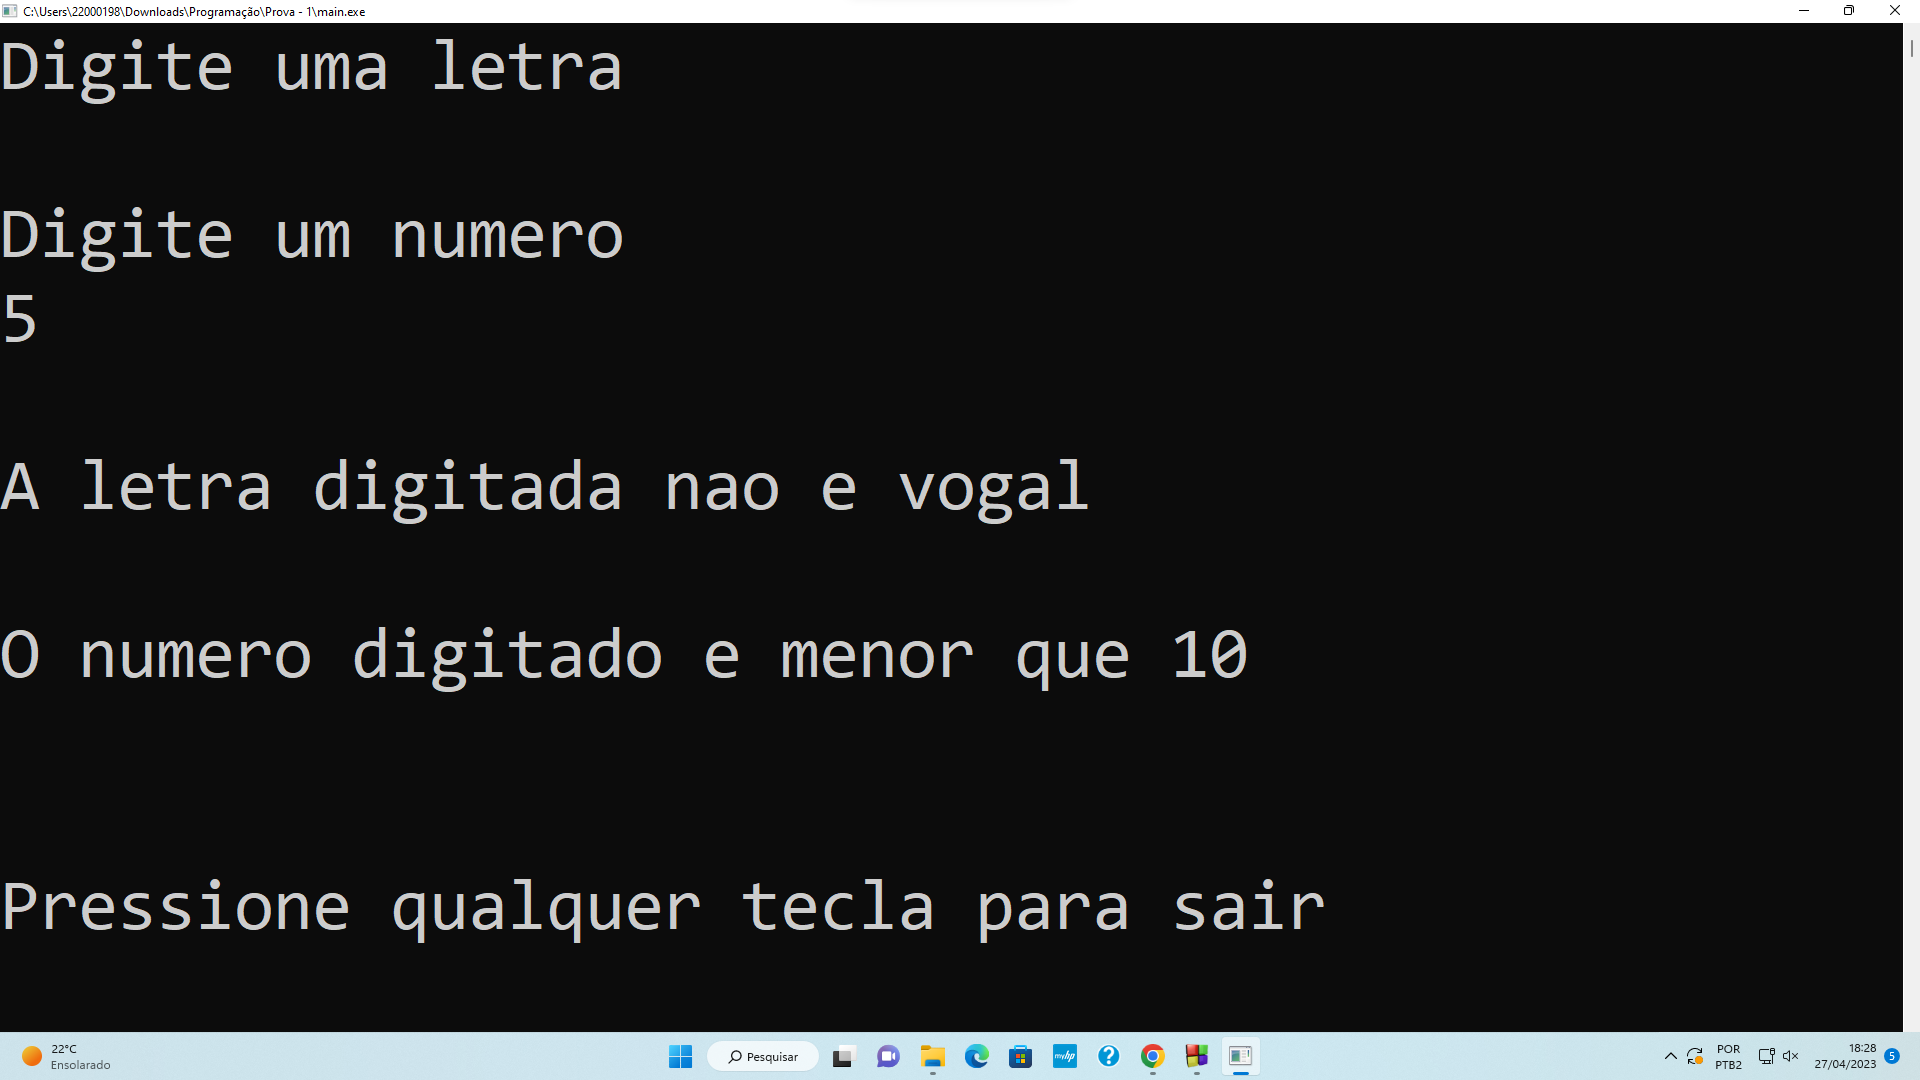 C:\Users\22000198\Downloads\Programação\Prova - 1\main.exe
Digite uma letra
Digite um numero
5
A letra digitada nao e vogal
O numero digitado e menor que 10
Pressione qualquer tecla para sair
22°C
Ensolarado
Pesquisar
myhp
POR
PTB2
18:28
27/04/2023
5